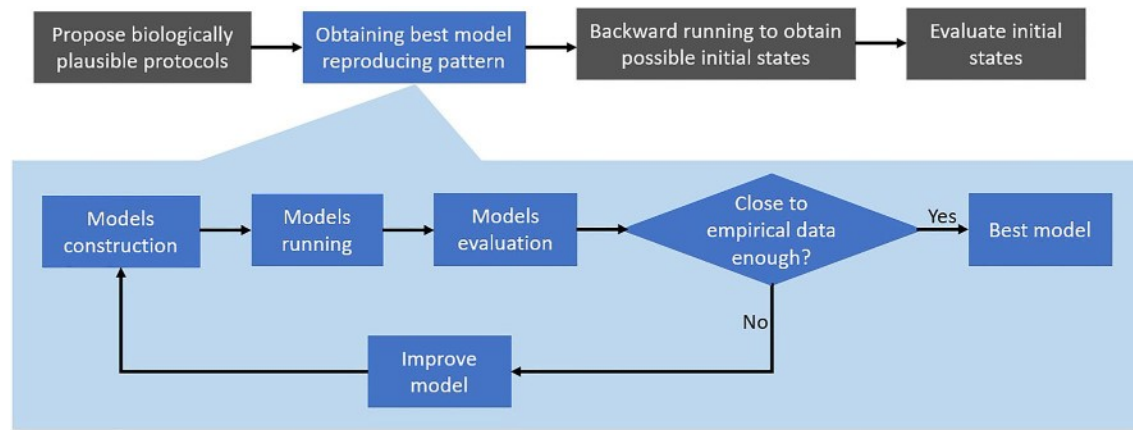 Propose biologically
plausible protocols
Obtaining best model
reproducing pattern
Backward running to obtain
possible initial states
Evaluate initial
states
Models
construction
Models
running
Models
evaluation
Close to
empirical data
enough?
Yes
Best model
No
Improve
model